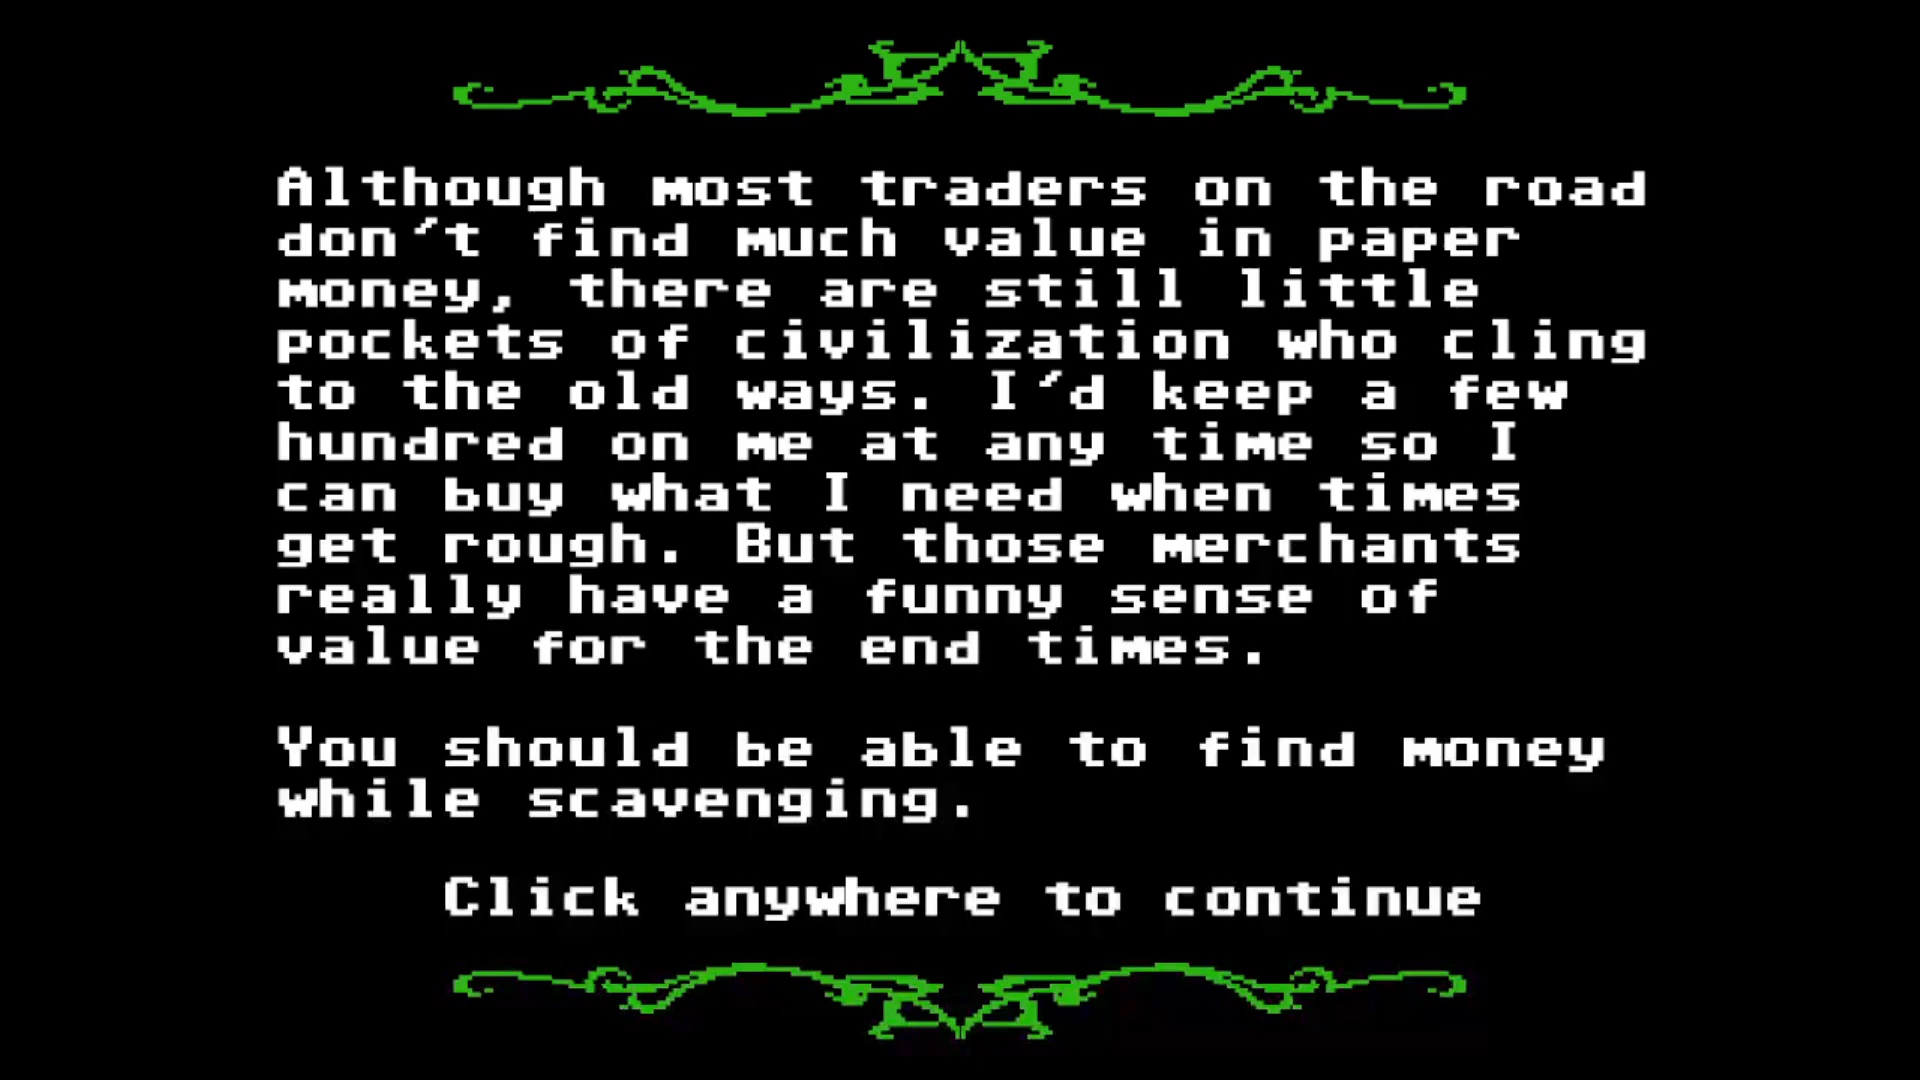 Although most traders on the road
don't find much value in paper
money, there are still little
pockets of civilization who cling
to the old ways. I'd keep a few
hundred on me at any time so I
can buy what I need when times
get rough. But those merchants
really have a funny sense of
value for the end times.
You should be able to find money
while scavenging.
Click anywhere to continue